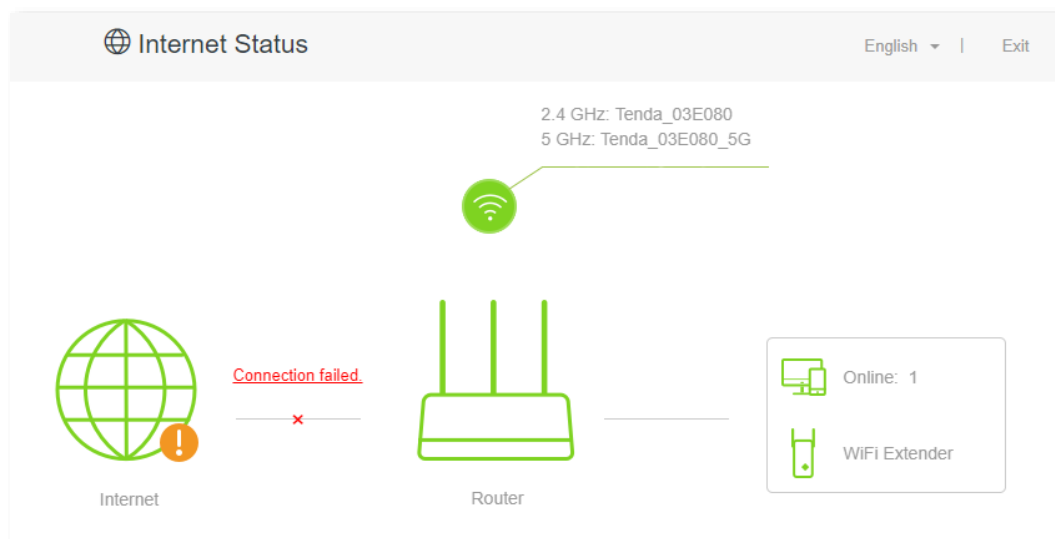 Internet Status
English | Exit
2.4 GHz: Tenda_03E080
5 GHz: Tenda_03E080_5G
Connection failed.
Online: 1
WiFi Extender
Internet
Router